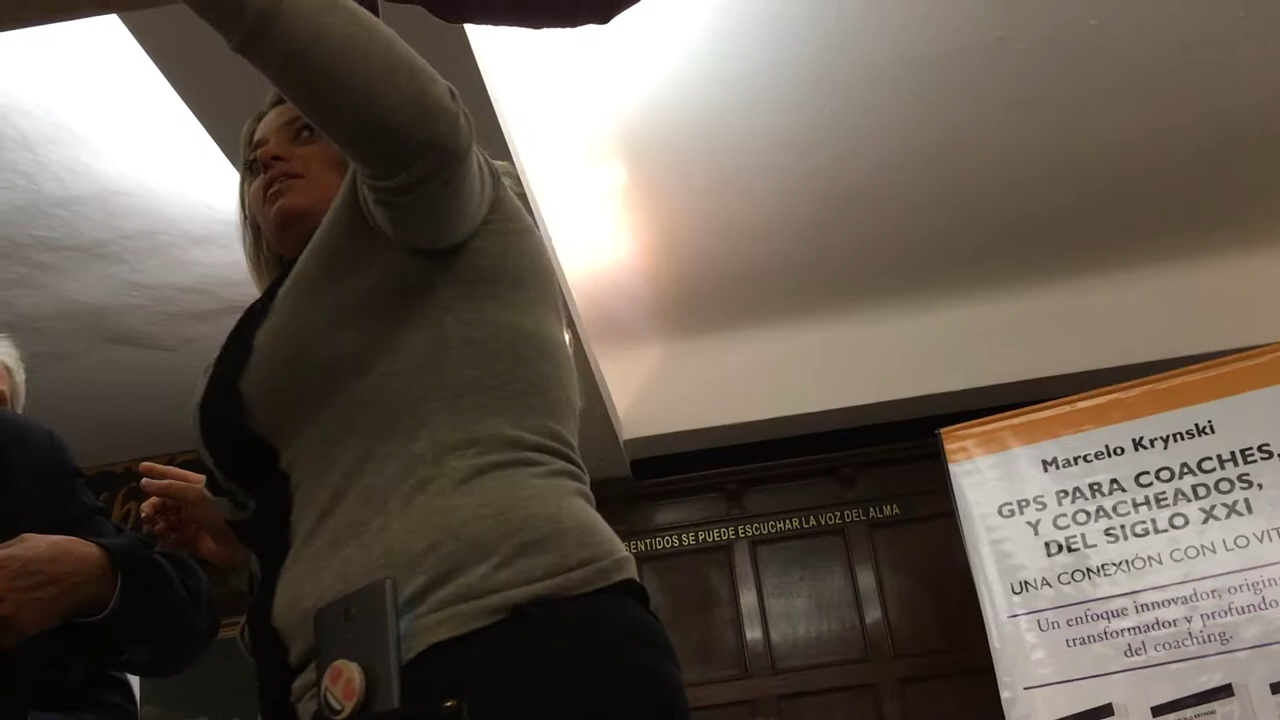 SENTIDOS SE PUEDE ESCUCHAR LA VOZ DEL ALMA
Marcelo Krynski
GPS PARA COACHES,
Y COACHEADOS,
DEL SIGLO XXI
UNA CONEXIÓN CON LO
Un enfoque innovador,
transformador y profundo
del coaching.